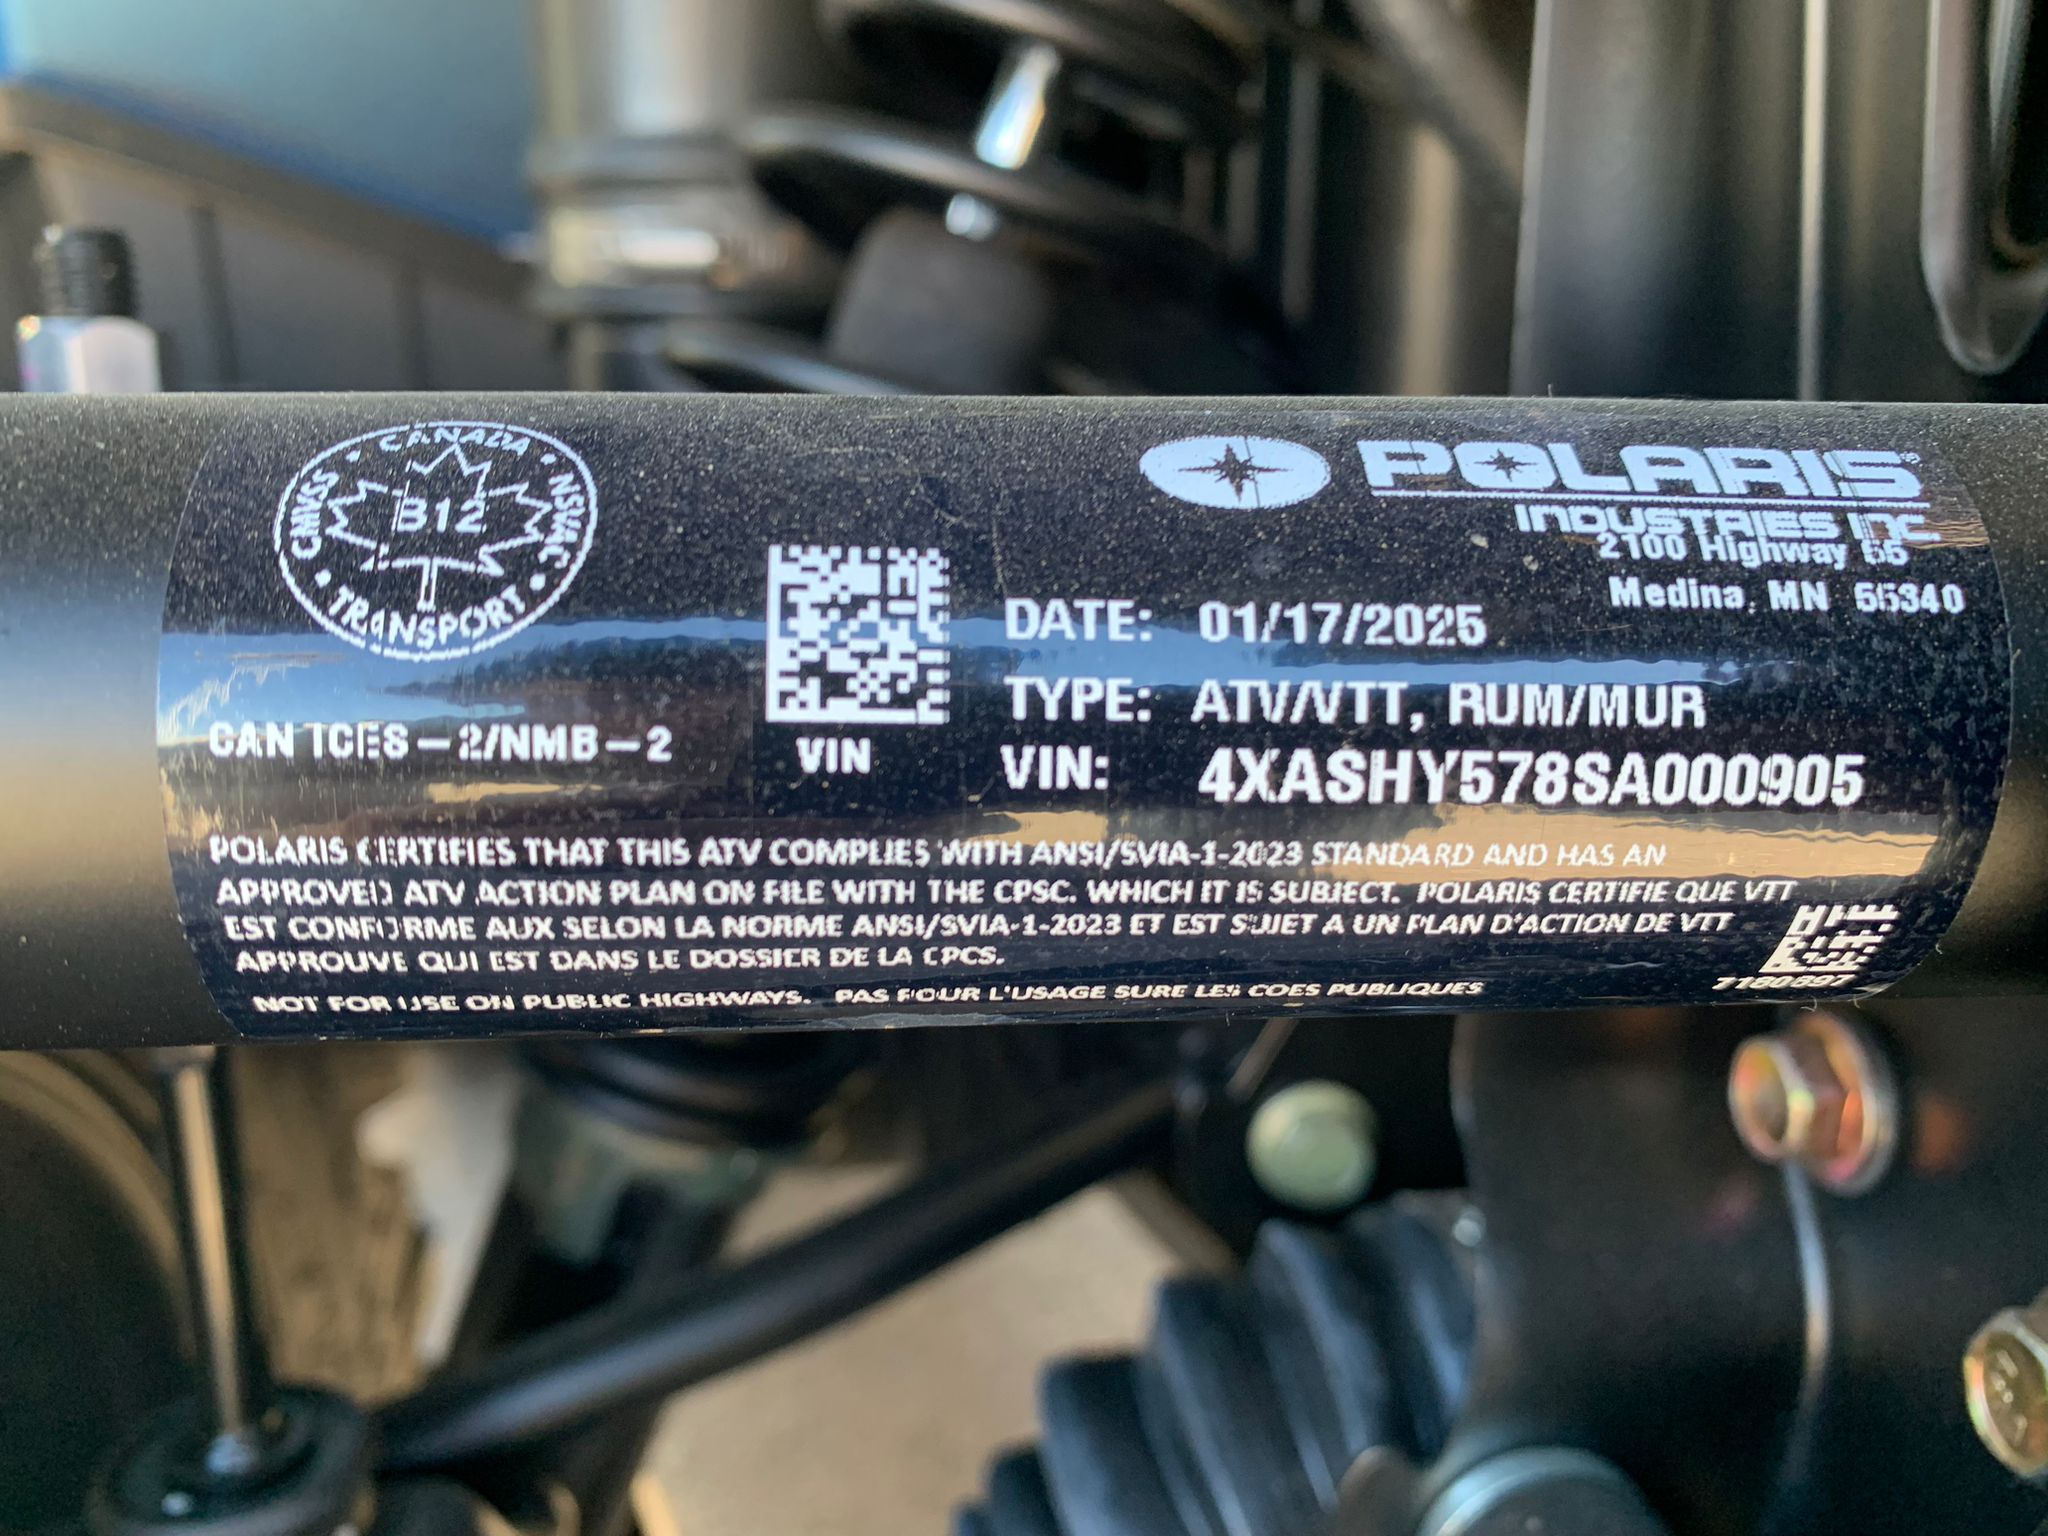 CANADA
CMVSS • NSVAC
B12
• TRANSPORT •
CAN ICES - 2/NMB - 2
VIN
POLARIS®
INDUSTRIES INC.
2100 Highway 55
Medina, MN 55340
DATE: 01/17/2025
TYPE: ATV/VTT, RUM/MUR
VIN: 4XASHY578SA000905
POLARIS CERTIFIES THAT THIS ATV COMPLIES WITH ANSI/SVIA-1-2023 STANDARD AND HAS AN
APPROVED ATV ACTION PLAN ON FILE WITH THE CPSC. WHICH IT IS SUBJECT. POLARIS CERTIFIE QUE VTT
EST CONFORME AUX SELON LA NORME ANSI/SVIA-1-2023 ET EST SUJET A UN PLAN D'ACTION DE VTT
APPROUVE QUI EST DANS LE DOSSIER DE LA CPCS.
NOT FOR USE ON PUBLIC HIGHWAYS. PAS POUR L'USAGE SURE LES COES PUBLIQUES